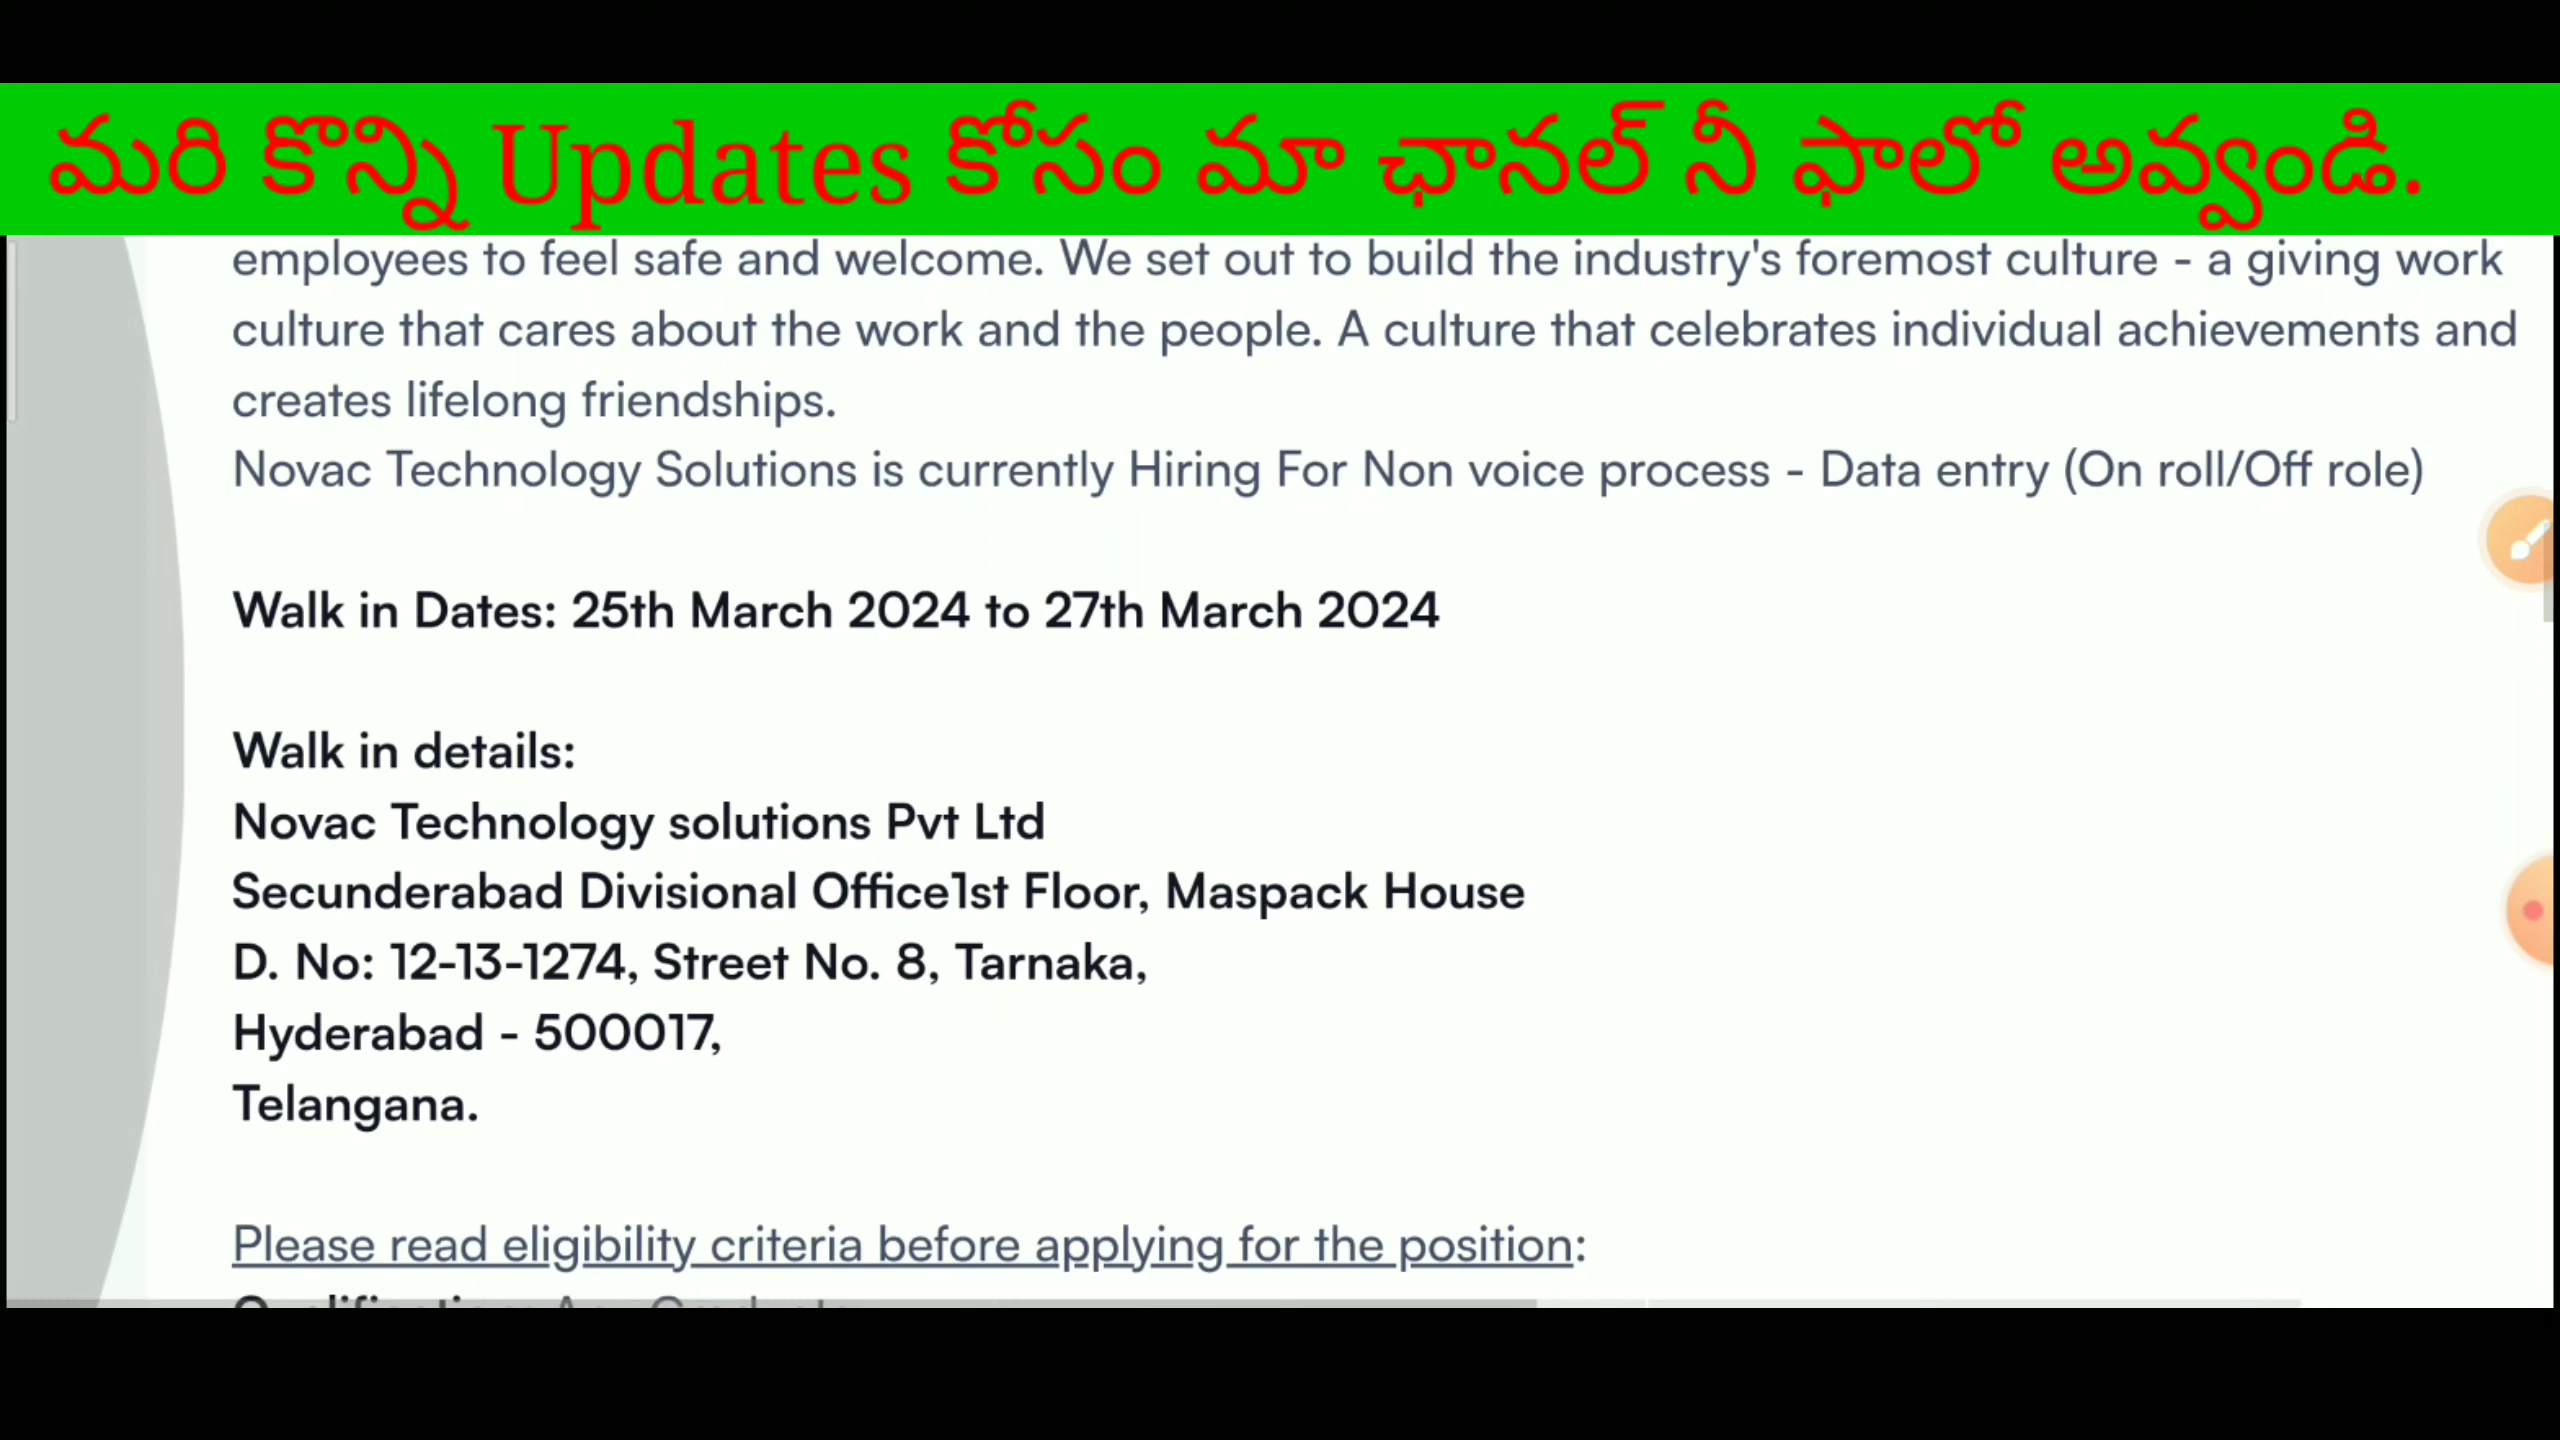 మరి కొన్ని Updates కోసం మా ఛానల్ నీ ఫాలో అవ్వండి.
employees to feel safe and welcome. We set out to build the industry's foremost culture - a giving work
culture that cares about the work and the people. A culture that celebrates individual achievements and
creates lifelong friendships.
Novac Technology Solutions is currently Hiring For Non voice process - Data entry (On roll/Off role)
Walk in Dates: 25th March 2024 to 27th March 2024
Walk in details:
Novac Technology solutions Pvt Ltd
Secunderabad Divisional Office1st Floor, Maspack House
D. No: 12-13-1274, Street No. 8, Tarnaka,
Hyderabad - 500017,
Telangana.
Please read eligibility criteria before applying for the position: